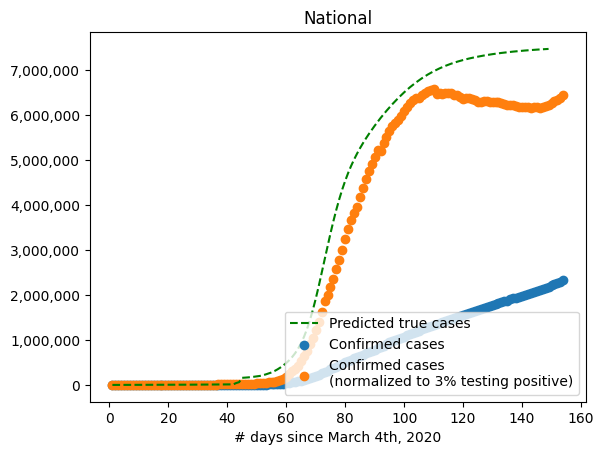 National
7,000,000
6,000,000
5,000,000
4,000,000
3,000,000
2,000,000
1,000,000
0
Predicted true cases
Confirmed cases
Confirmed cases
(normalized to 3% testing positive)
0 20 40 60 80 100 120 140 160
# days since March 4th, 2020